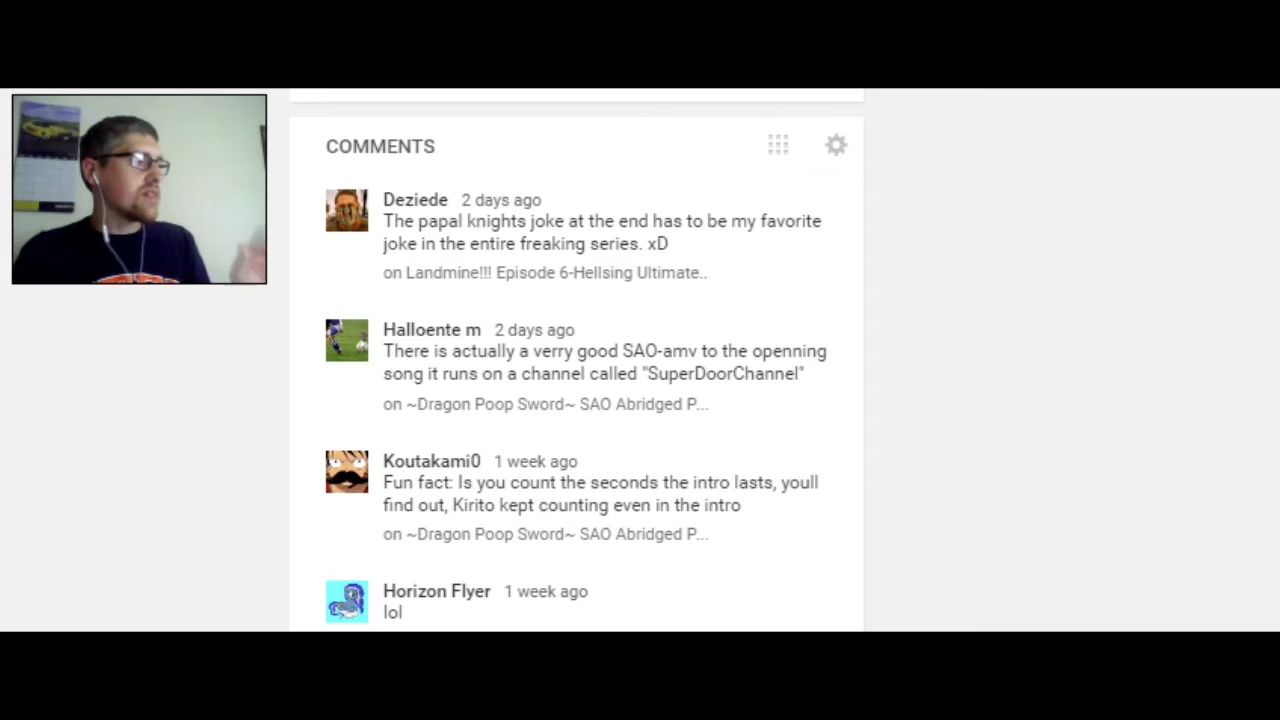 COMMENTS
Deziede 2 days ago
The papal knights joke at the end has to be my favorite
joke in the entire freaking series. xD
on Landmine!!! Episode 6-Hellsing Ultimate..
Halloente m 2 days ago
There is actually a verry good SAO-amv to the openning
song it runs on a channel called "SuperDoorChannel"
on ~Dragon Poop Sword~ SAO Abridged P...
Koutakami0 1 week ago
Fun fact: Is you count the seconds the intro lasts, youll
find out, Kirito kept counting even in the intro
on ~Dragon Poop Sword~ SAO Abridged P...
Horizon Flyer 1 week ago
lol